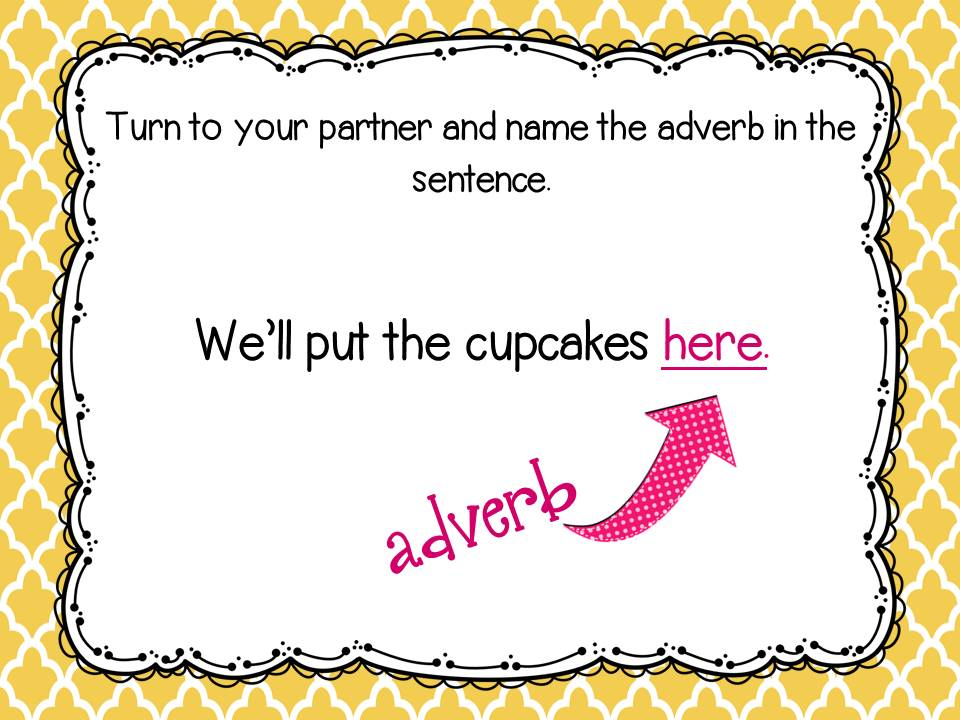 Turn to your partner and name the adverb in the
sentence.
We'll put the cupcakes here.
adverb